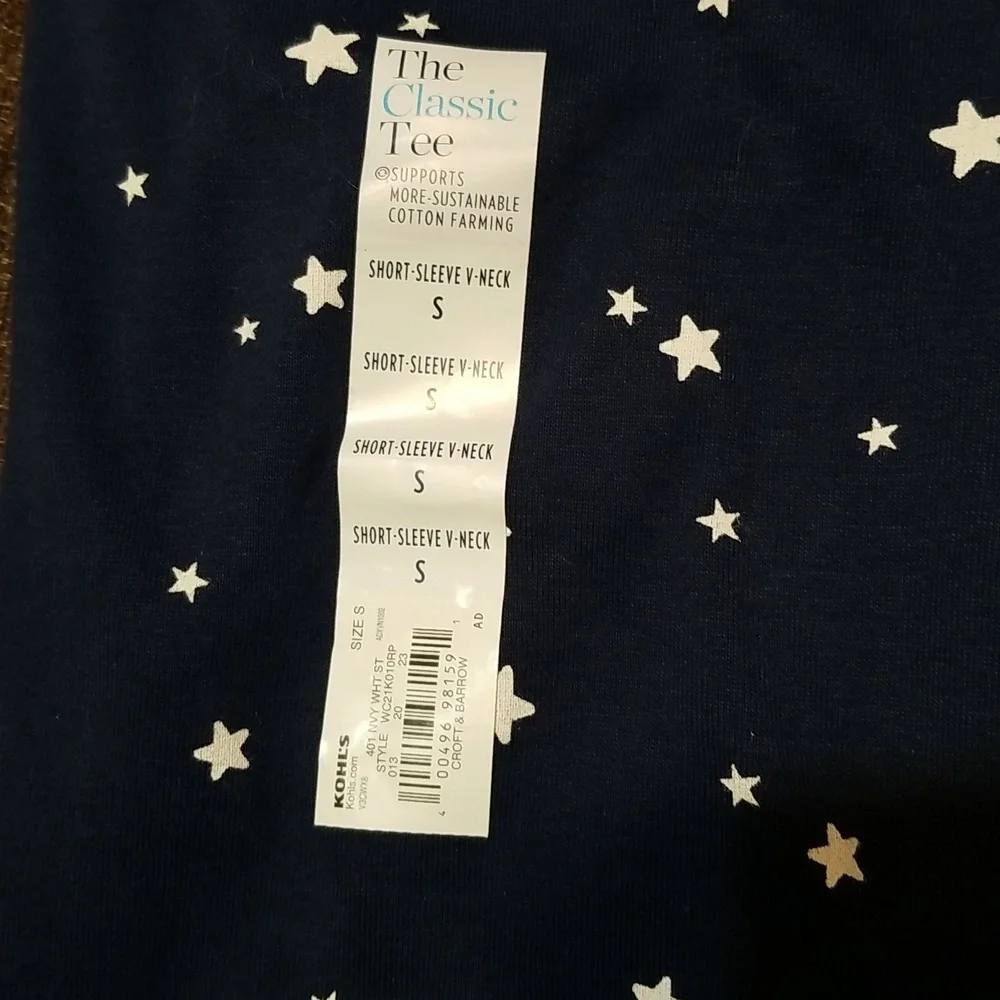 The
Classic
Tee
©SUPPORTS
MORE-SUSTAINABLE
COTTON FARMING
SHORT-SLEEVE V-NECK
S
SHORT-SLEEVE V-NECK
S
SHORT-SLEEVE V-NECK
S
SHORT-SLEEVE V-NECK
S
KOHL'S
Kohls.com
401 NVY WHT ST
SIZE S
STYLE WC21K010RP
013 20 23
4 00496 98159 1
CROFT & BARROW
AD